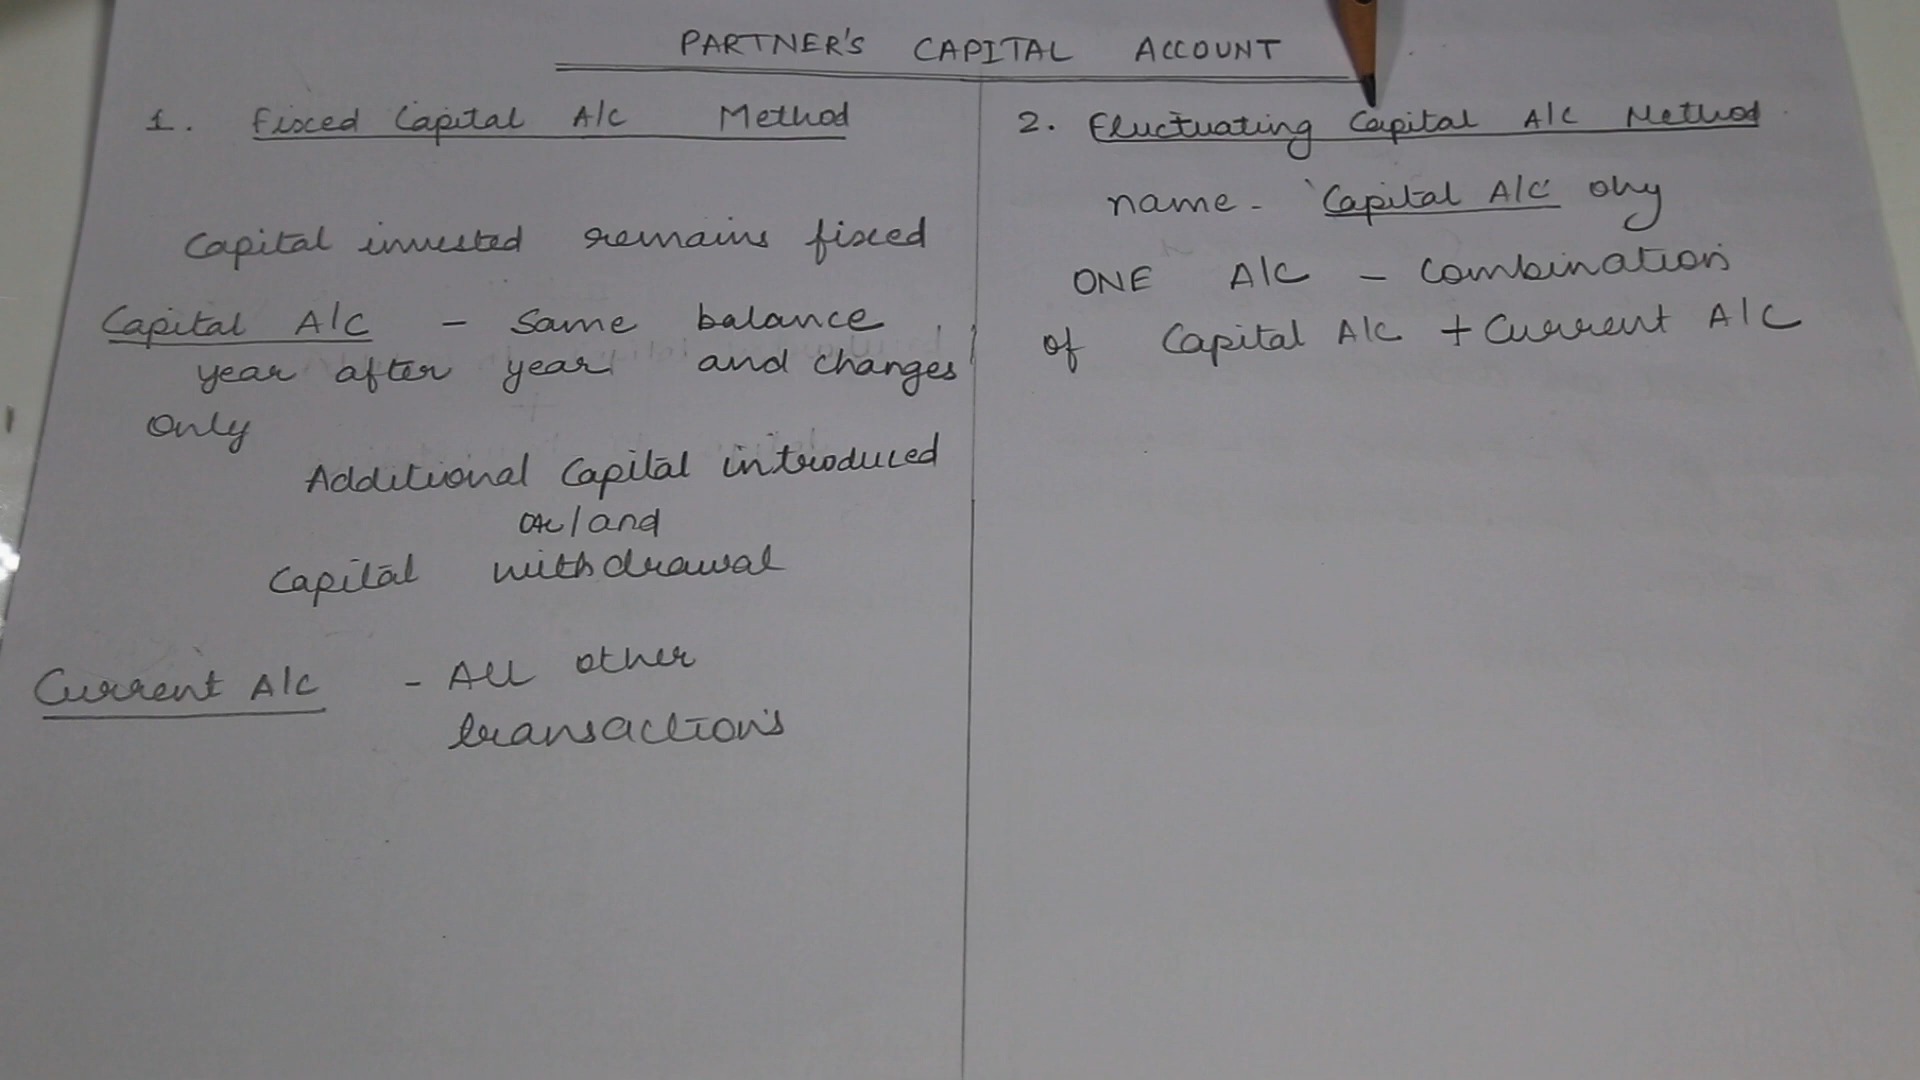 PARTNER'S CAPITAL ACCOUNT
1. Fixed Capital A/c Method
Capital invested remains fixed
Capital A/C - Same balance
year after year and changes
only
Additional Capital introduced
or/and
Capital withdrawal
Current A/C - All other
transactions
2. Fluctuating Capital A/c Method
name - 'Capital A/C' only
ONE A/C - Combination
of Capital A/c + Current A/C